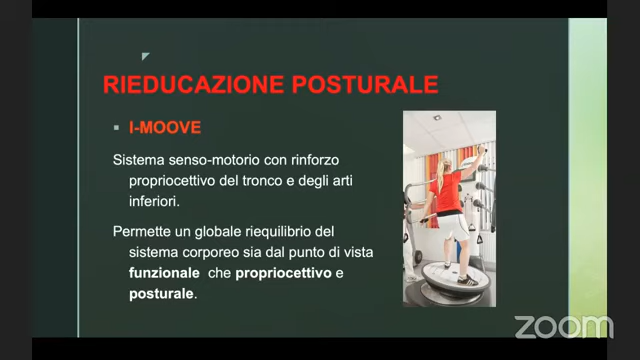 RIEDUCAZIONE POSTURALE
I-MOOVE
Sistema senso-motorio con rinforzo
propriocettivo del tronco e degli arti
inferiori.
Permette un globale riequilibrio del
sistema corporeo sia dal punto di vista
funzionale che propriocettivo e
posturale.
zoom